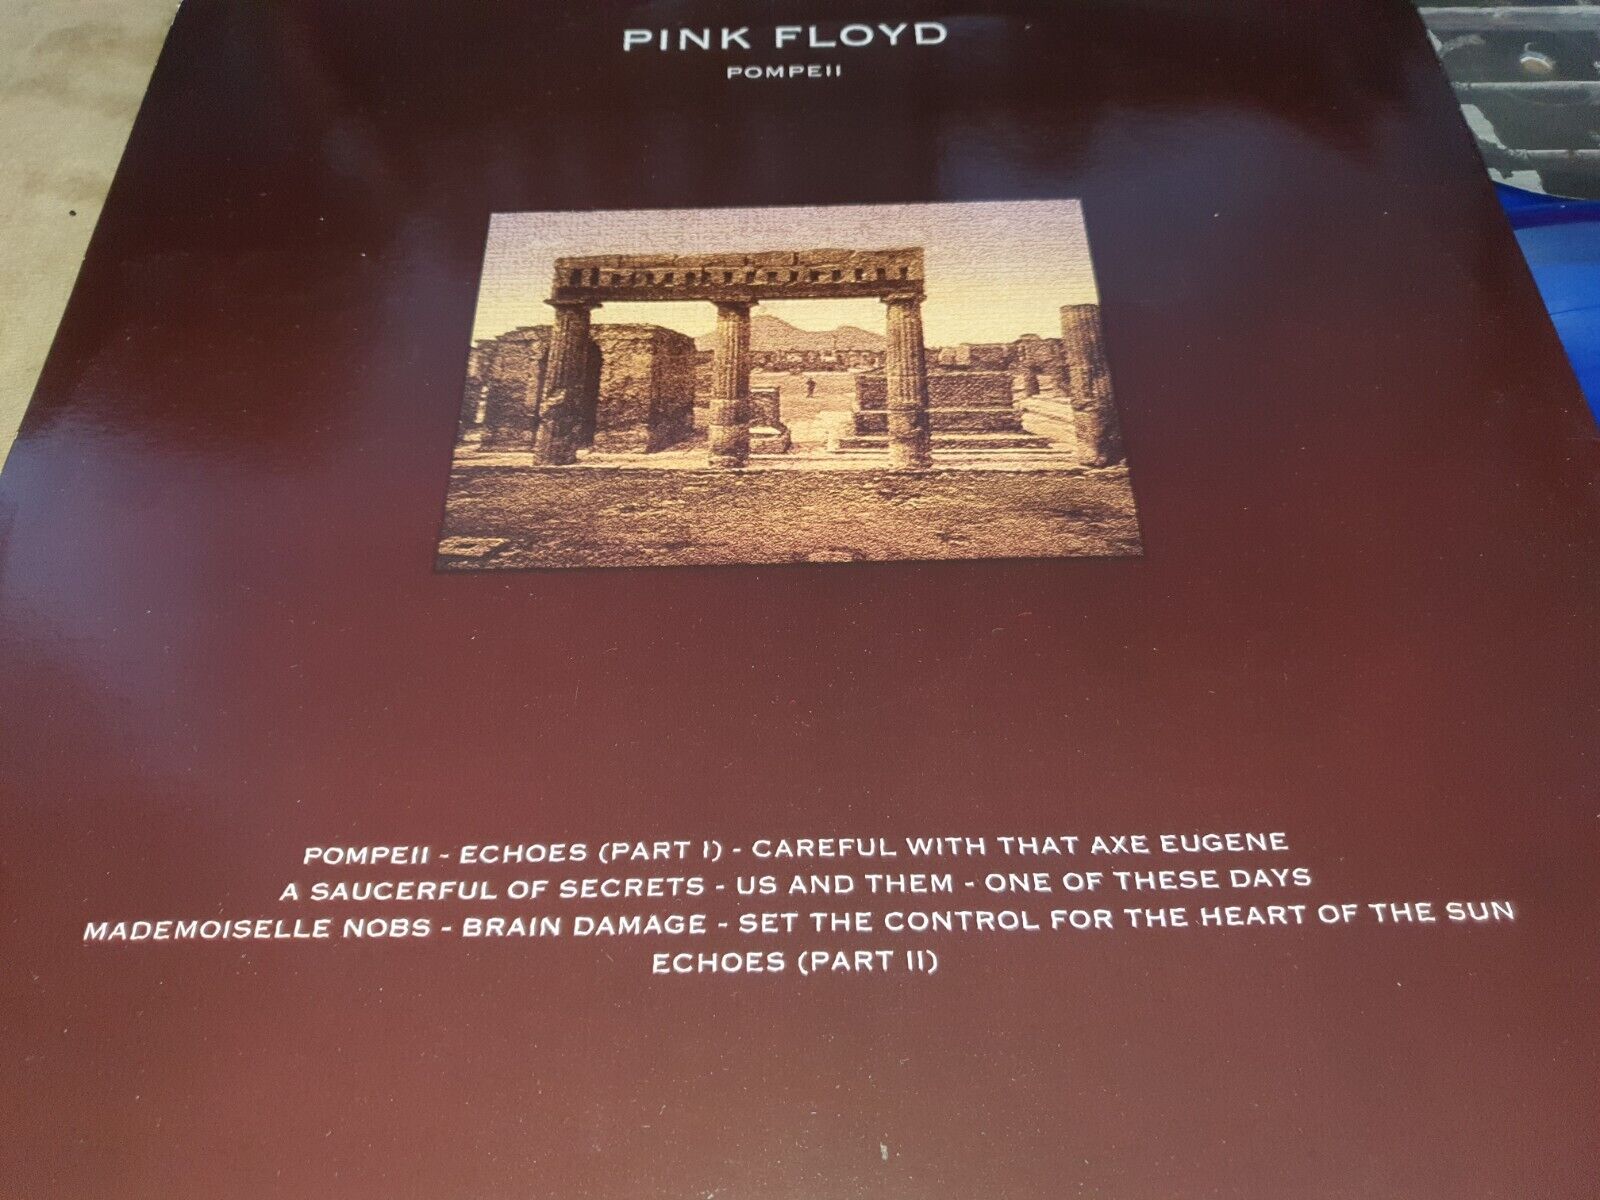 PINK FLOYD
POMPEII
POMPEII - ECHOES (PART I) - CAREFUL WITH THAT AXE EUGENE
A SAUCERFUL OF SECRETS - US AND THEM - ONE OF THESE DAYS
MADEMOISELLE NOBS - BRAIN DAMAGE - SET THE CONTROL FOR THE HEART OF THE SUN
ECHOES (PART II)